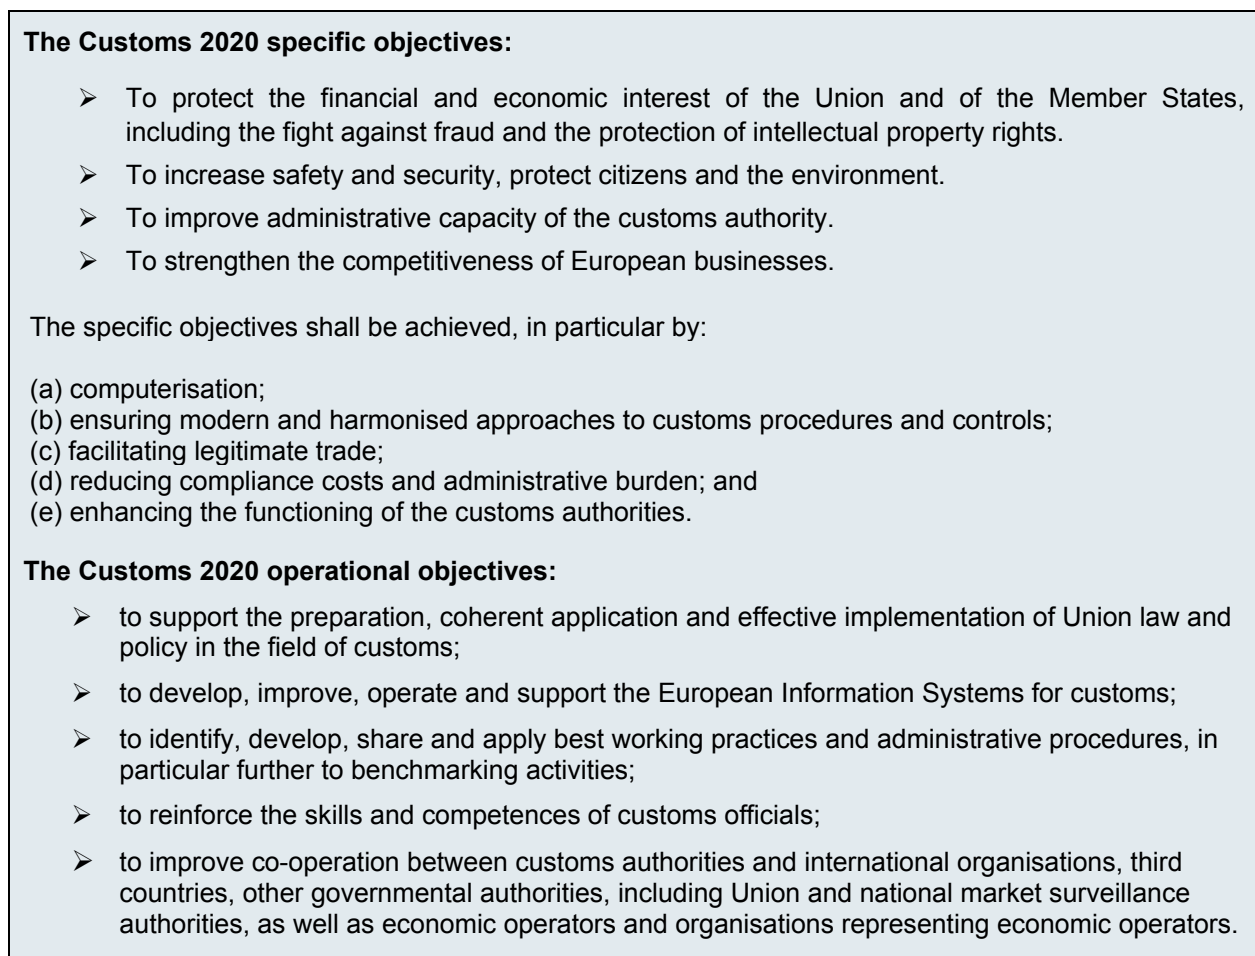 The Customs 2020 specific objectives:
➢ To protect the financial and economic interest of the Union and of the Member States,
including the fight against fraud and the protection of intellectual property rights.
➢ To increase safety and security, protect citizens and the environment.
➢ To improve administrative capacity of the customs authority.
➢ To strengthen the competitiveness of European businesses.
The specific objectives shall be achieved, in particular by:
(a) computerisation;
(b) ensuring modern and harmonised approaches to customs procedures and controls;
(c) facilitating legitimate trade;
(d) reducing compliance costs and administrative burden; and
(e) enhancing the functioning of the customs authorities.
The Customs 2020 operational objectives:
➢ to support the preparation, coherent application and effective implementation of Union law and
policy in the field of customs;
➢ to develop, improve, operate and support the European Information Systems for customs;
➢ to identify, develop, share and apply best working practices and administrative procedures, in
particular further to benchmarking activities;
➢ to reinforce the skills and competences of customs officials;
➢ to improve co-operation between customs authorities and international organisations, third
countries, other governmental authorities, including Union and national market surveillance
authorities, as well as economic operators and organisations representing economic operators.